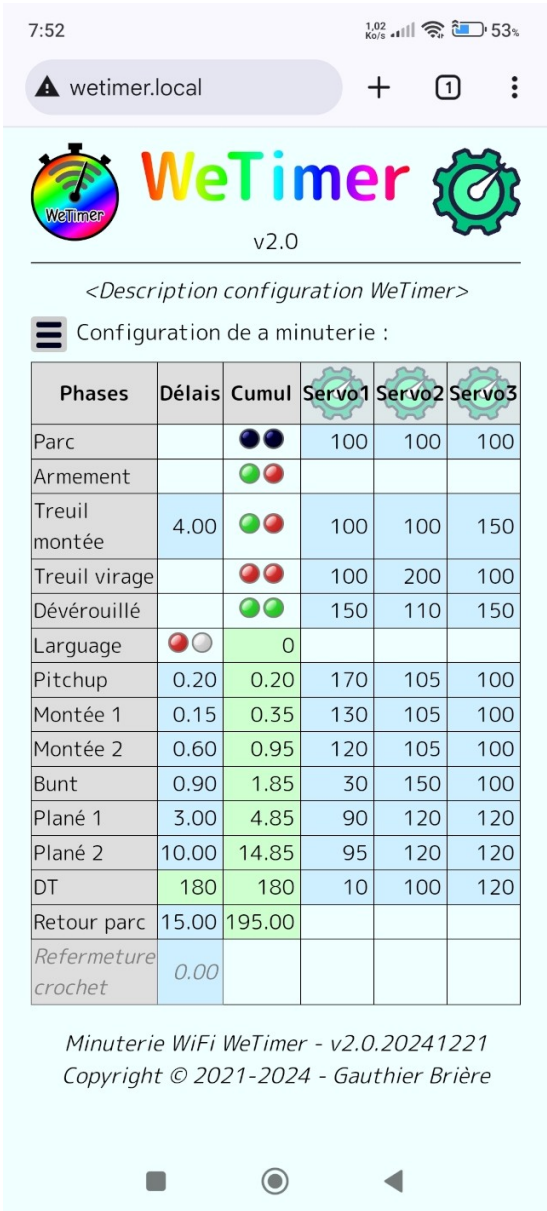 7:52 1,02 Ko/s 53%
wetimer.local 1
WeTimer WeTimer
v2.0
<Description configuration WeTimer>
Configuration de a minuterie :
Phases Délais Cumul Servo1 Servo2 Servo3
Parc 100 100 100
Armement
Treuil
montée 4.00 100 100 150
Treuil virage 100 200 100
Dévérouillé 150 110 150
Larguage 0
Pitchup 0.20 0.20 170 105 100
Montée 1 0.15 0.35 130 105 100
Montée 2 0.60 0.95 120 105 100
Bunt 0.90 1.85 30 150 100
Plané 1 3.00 4.85 90 120 120
Plané 2 10.00 14.85 95 120 120
DT 180 180 10 100 120
Retour parc 15.00 195.00
Refermeture
crochet 0.00
Minuterie WiFi WeTimer - v2.0.20241221
Copyright © 2021-2024 - Gauthier Brière